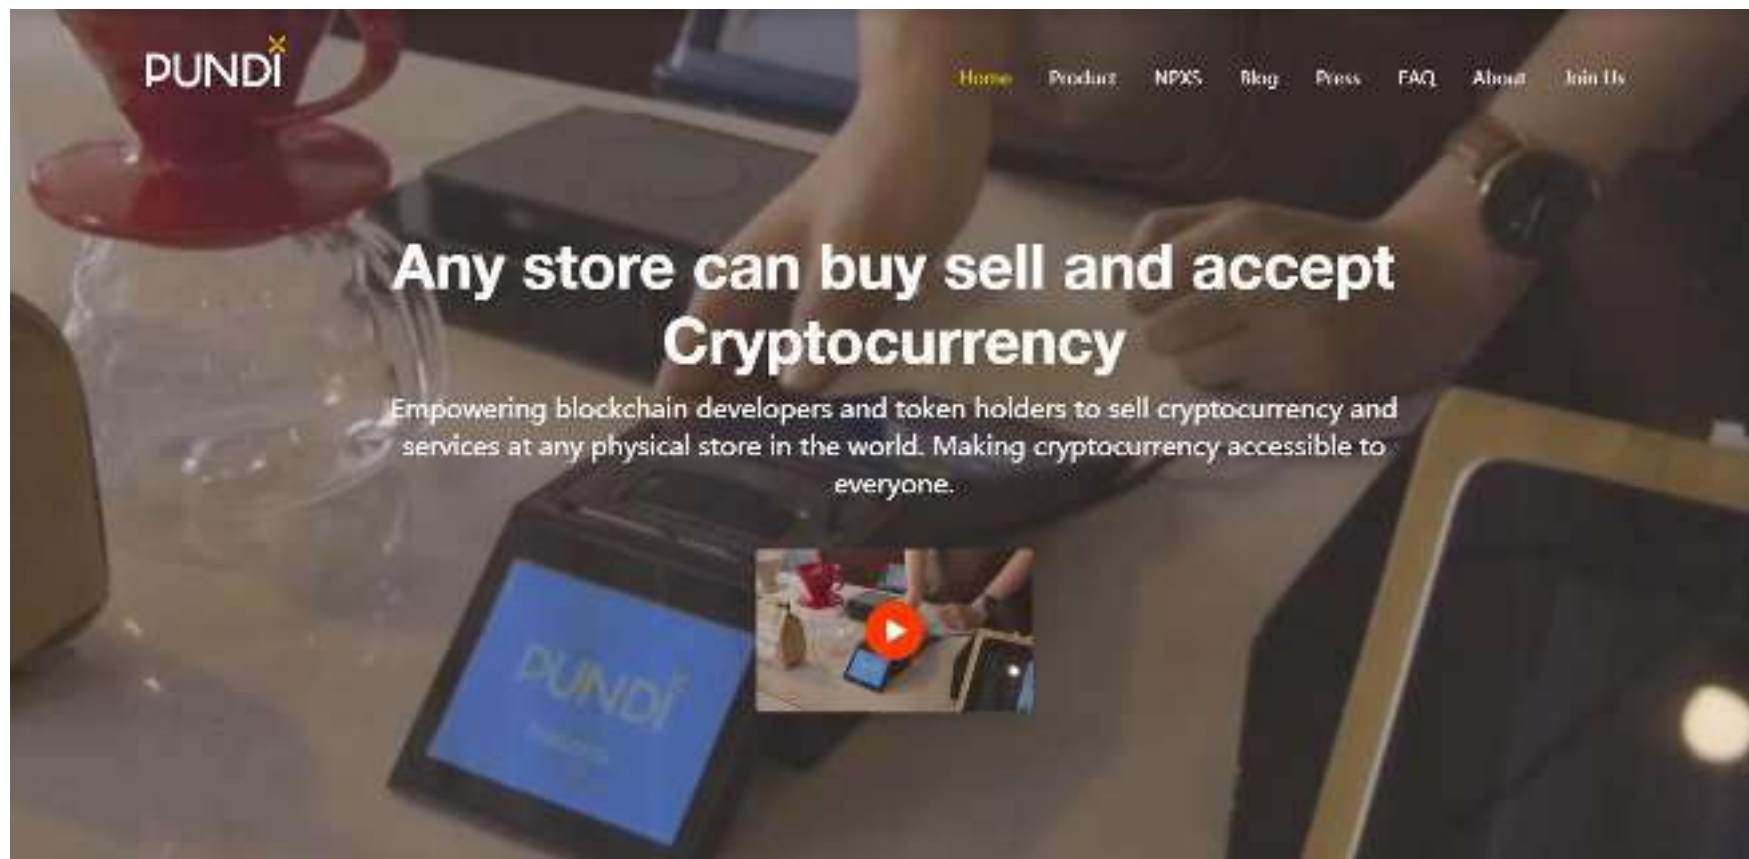 PUNDI X
Home Product NPXS Blog Press FAQ About Join Us
Any store can buy sell and accept
Cryptocurrency
Empowering blockchain developers and token holders to sell cryptocurrency and
services at any physical store in the world. Making cryptocurrency accessible to
everyone.
PUNDI X